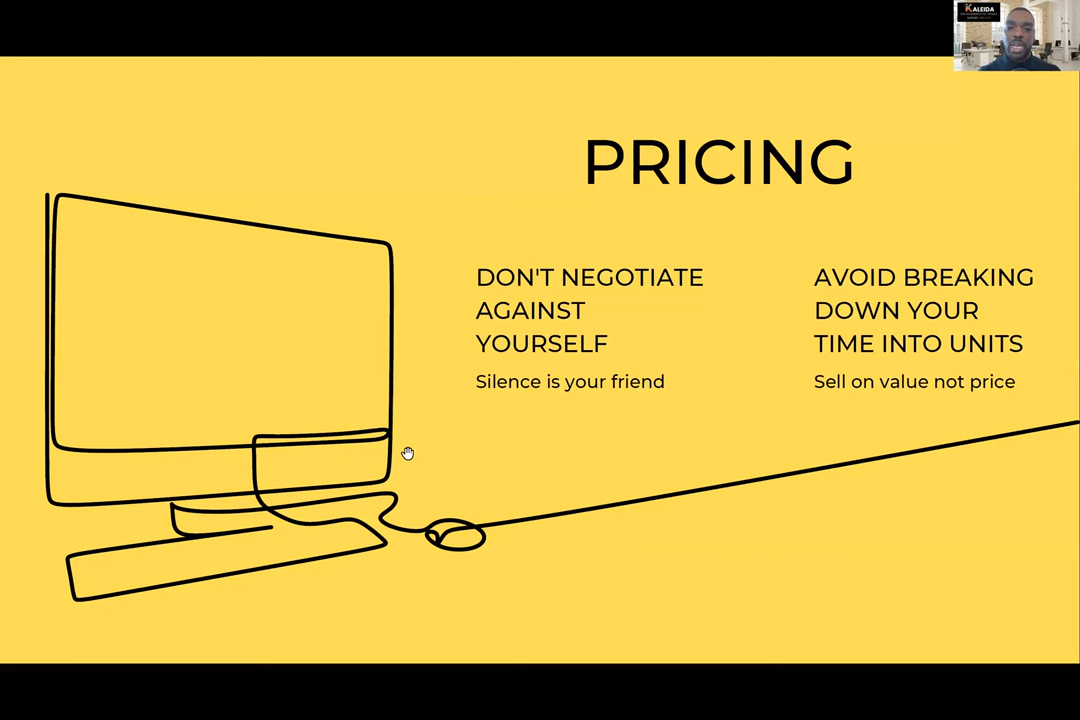 KALEIDA
PRICING
DON'T NEGOTIATE
AGAINST
YOURSELF
Silence is your friend
AVOID BREAKING
DOWN YOUR
TIME INTO UNITS
Sell on value not price